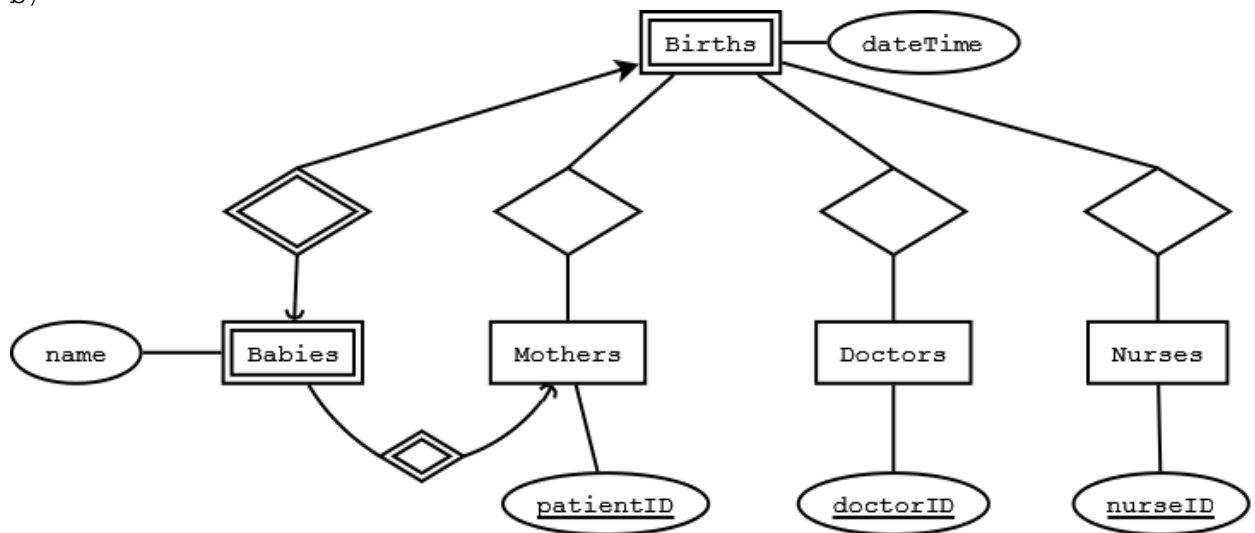 b)
Births
dateTime
name
Babies
Mothers
Doctors
Nurses
patientID
doctorID
nurseID